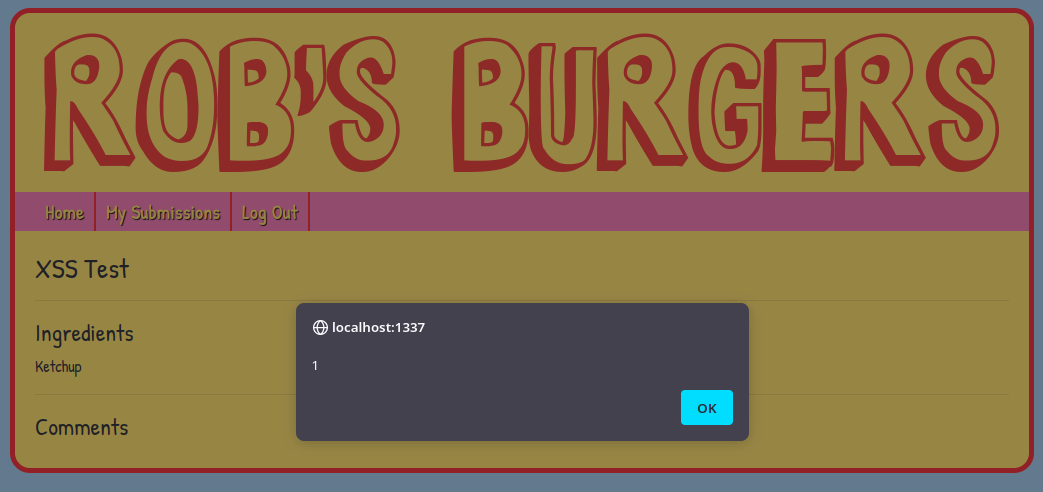 ROB'S BURGERS
Home My Submissions Log Out
XSS Test
localhost:1337
Ingredients
1
Ketchup
OK
Comments